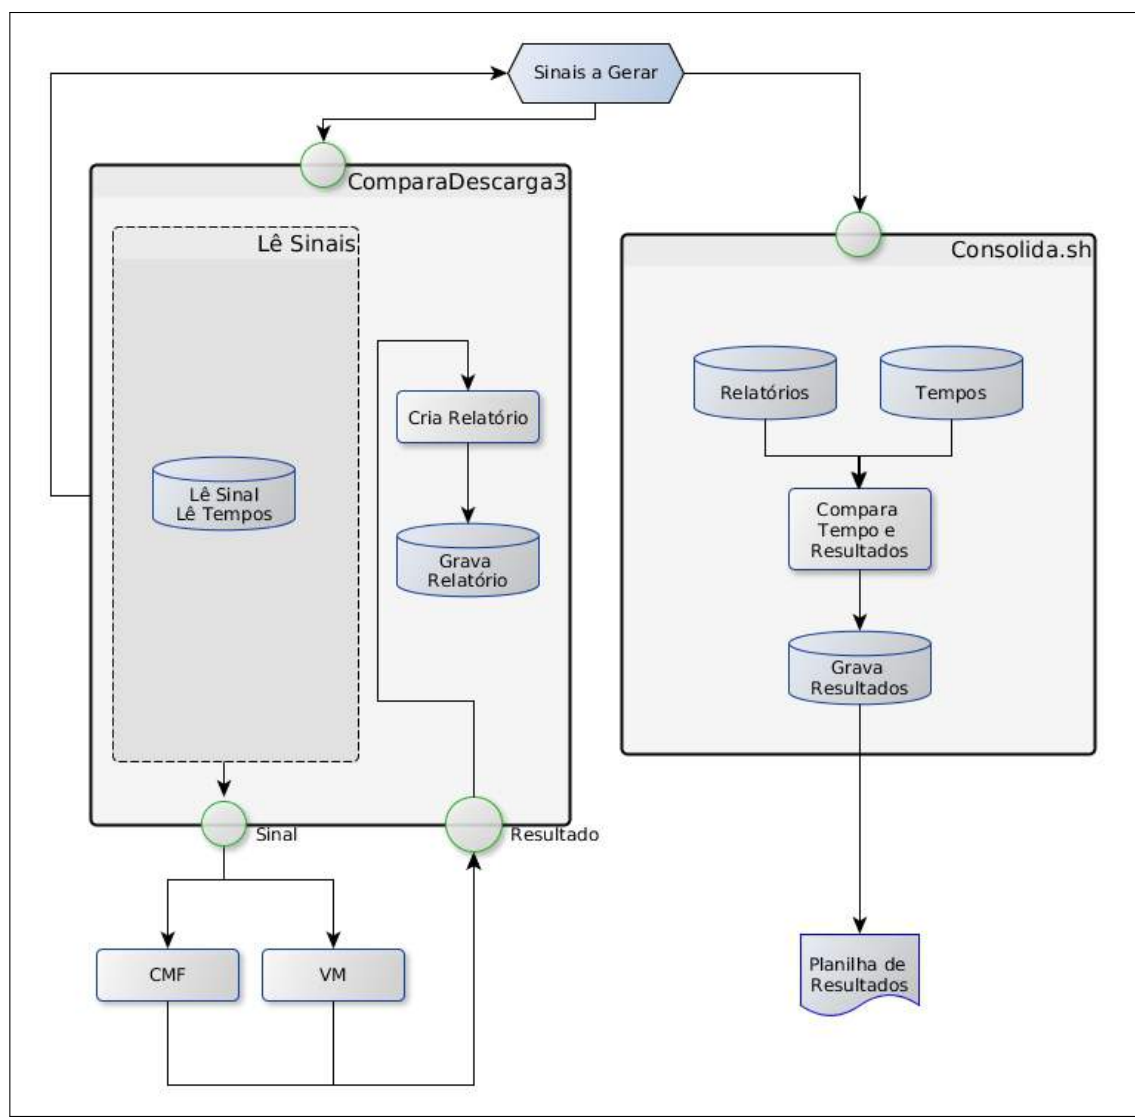 Sinais a Gerar
ComparaDescarga3
Lê Sinais
Lê Sinal
Lê Tempos
Cria Relatório
Grava
Relatório
Sinal
Resultado
CMF
VM
Consolida.sh
Relatórios
Tempos
Compara
Tempo e
Resultados
Grava
Resultados
Planilha de
Resultados